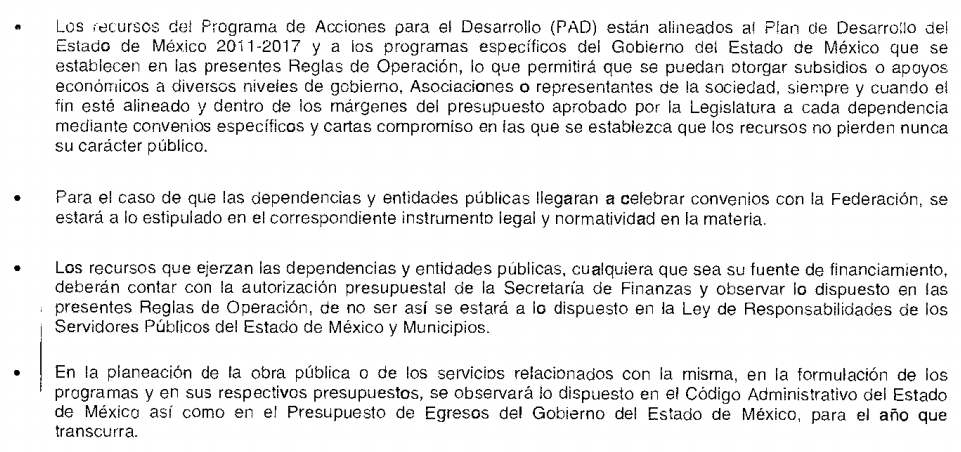 • Los recursos del Programa de Acciones para el Desarrollo (PAD) están alineados al Plan de Desarrollo del
Estado de México 2011-2017 y a los programas específicos del Gobierno del Estado de México que se
establecen en las presentes Reglas de Operación, lo que permitirá que se puedan otorgar subsidios o apoyos
económicos a diversos niveles de gobierno, Asociaciones o representantes de la sociedad, siempre y cuando el
fin esté alineado y dentro de los márgenes del presupuesto aprobado por la Legislatura a cada dependencia
mediante convenios específicos y cartas compromiso en las que se establezca que los recursos no pierden nunca
su carácter público.
• Para el caso de que las dependencias y entidades públicas llegaran a celebrar convenios con la Federación, se
estará a lo estipulado en el correspondiente instrumento legal y normatividad en la materia.
• Los recursos que ejerzan las dependencias y entidades públicas, cualquiera que sea su fuente de financiamiento,
deberán contar con la autorización presupuestal de la Secretaría de Finanzas y observar lo dispuesto en las
presentes Reglas de Operación, de no ser así se estará a lo dispuesto en la Ley de Responsabilidades de los
Servidores Públicos del Estado de México y Municipios.
• En la planeación de la obra pública o de los servicios relacionados con la misma, en la formulación de los
programas y en sus respectivos presupuestos, se observará lo dispuesto en el Código Administrativo del Estado
de México así como en el Presupuesto de Egresos del Gobierno del Estado de México, para el año que
transcurra.